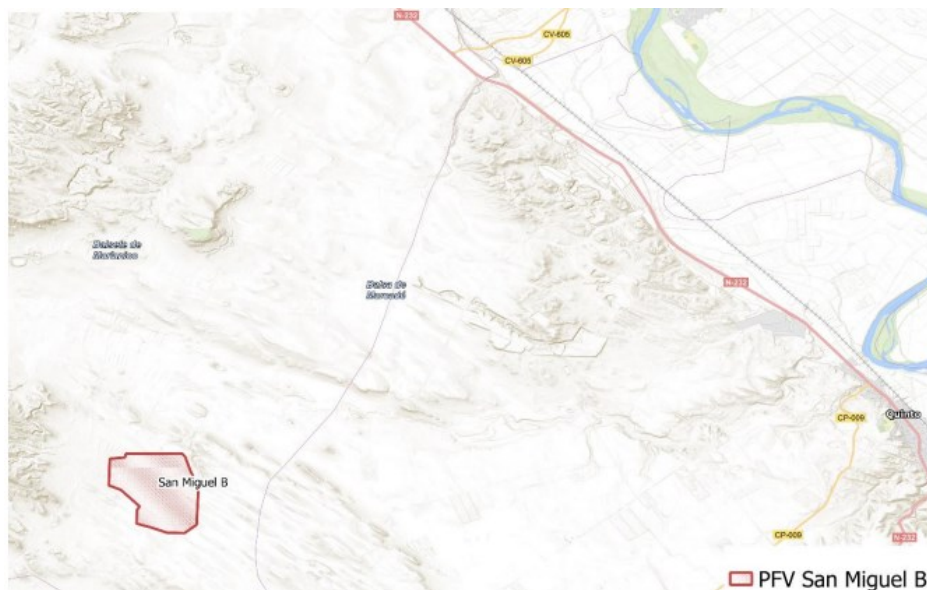 N-232
CV-605
CV-605
Balsa de
N-232
Quinto
CP-009
San Miguel B
CP-009
N-232
PFV San Miguel B